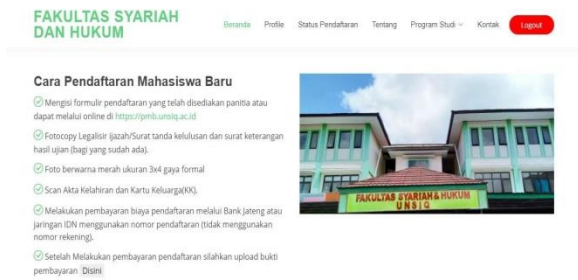 FAKULTAS SYARIAH
DAN HUKUM
Beranda Profile Status Pendaftaran Tentang Program Studi Kontak Logout
Cara Pendaftaran Mahasiswa Baru
Mengisi formulir pendaftaran yang telah disediakan panitia atau
dapat melalui online di https://pmb.unsiq.ac.id
Fotocopy Legalisir ijazah/Surat tanda kelulusan dan surat keterangan
hasil ujian (bagi yang sudah ada).
Foto berwarna merah ukuran 3x4 gaya formal
Scan Akta Kelahiran dan Kartu Keluarga(KK).
Melakukan pembayaran biaya pendaftaran melalui Bank Jateng atau
jaringan IDN menggunakan nomor pendaftaran (tidak menggunakan
nomor rekening).
Setelah Melakukan pembayaran pendaftaran silahkan upload bukti
pembayaran Disini
FAKULTAS SYARIAH & HUKUM
UNSIQ